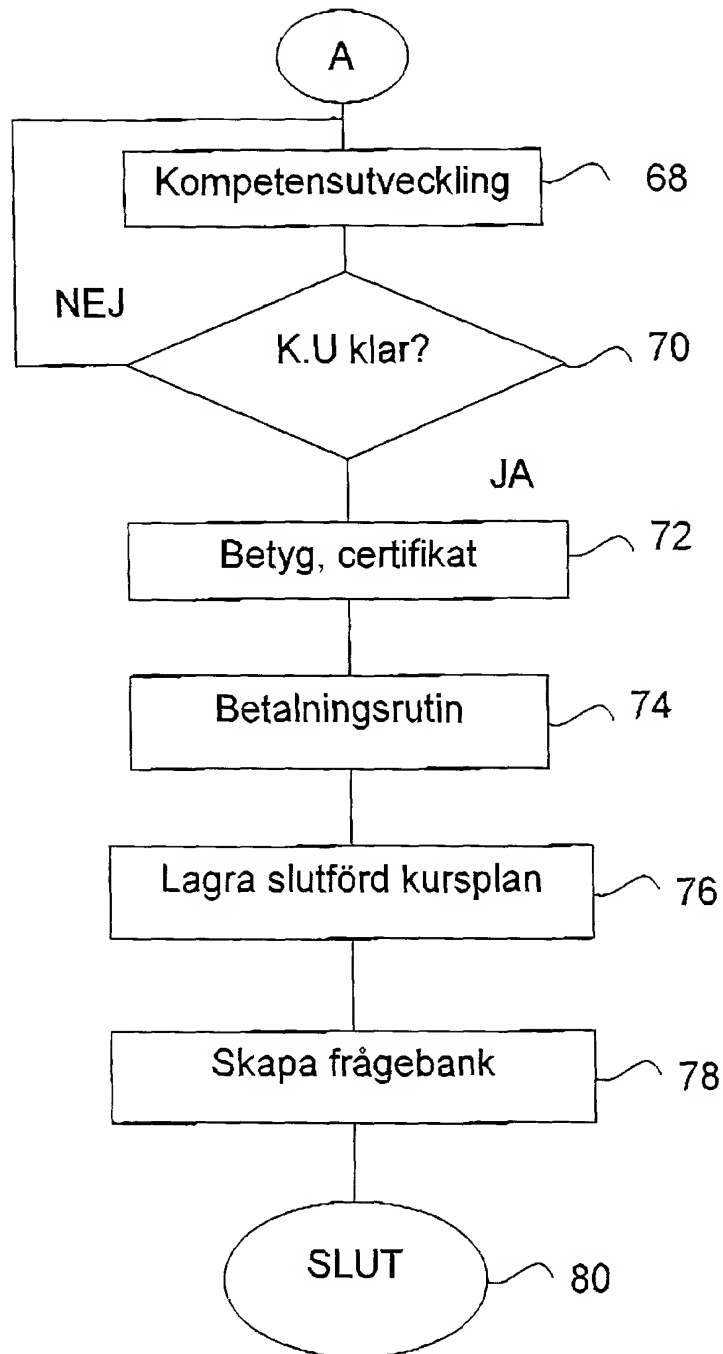 A
Kompetensutveckling
68
NEJ
K.U klar?
70
JA
Betyg, certifikat
72
Betalningsrutin
74
Lagra slutförd kursplan
76
Skapa frågebank
78
SLUT
80